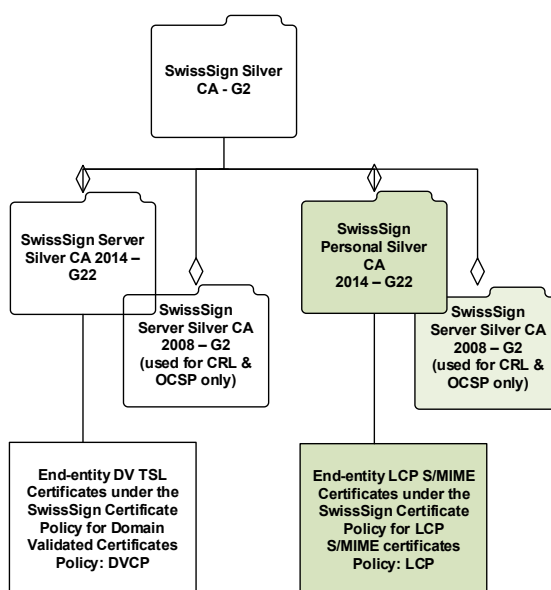 SwissSign Silver
CA - G2
SwissSign Server
Silver CA 2014 –
G22
SwissSign
Server Silver CA
2008 – G2
(used for CRL &
OCSP only)
SwissSign
Personal Silver
CA
2014 – G22
SwissSign
Server Silver CA
2008 – G2
(used for CRL &
OCSP only)
End-entity DV TSL
Certificates under the
SwissSign Certificate
Policy for Domain
Validated Certificates
Policy: DVCP
End-entity LCP S/MIME
Certificates under the
SwissSign Certificate
Policy for LCP
S/MIME certificates
Policy: LCP